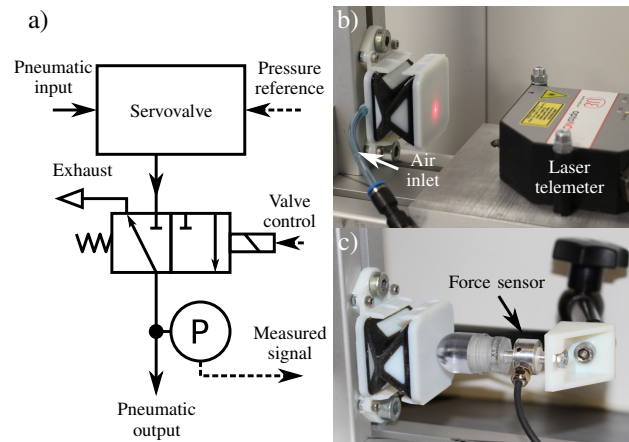 a)
Pneumatic
input
Servovalve
Pressure
reference
Exhaust
Valve
control
P
Measured
signal
Pneumatic
output
b)
Air
inlet
Laser
telemeter
c)
Force sensor